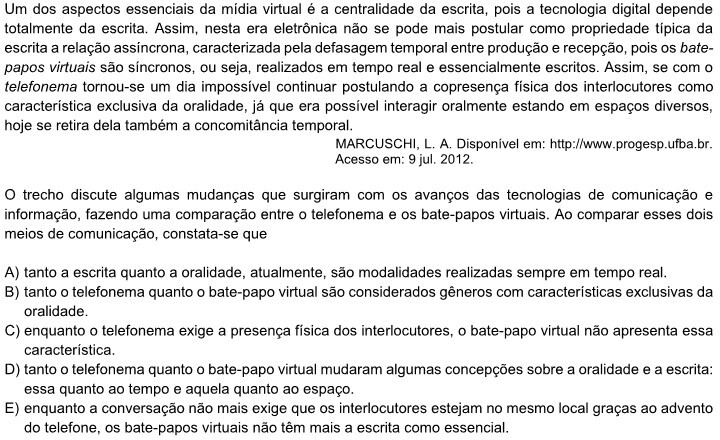 Um dos aspectos essenciais da mídia virtual é a centralidade da escrita, pois a tecnologia digital depende
totalmente da escrita. Assim, nesta era eletrônica não se pode mais postular como propriedade típica da
escrita a relação assíncrona, caracterizada pela defasagem temporal entre produção e recepção, pois os bate-
papos virtuais são síncronos, ou seja, realizados em tempo real e essencialmente escritos. Assim, se com o
telefonema tornou-se um dia impossível continuar postulando a copresença física dos interlocutores como
característica exclusiva da oralidade, já que era possível interagir oralmente estando em espaços diversos,
hoje se retira dela também a concomitância temporal.
MARCUSCHI, L. A. Disponível em: http://www.progesp.ufba.br.
Acesso em: 9 jul. 2012.
O trecho discute algumas mudanças que surgiram com os avanços das tecnologias de comunicação e
informação, fazendo uma comparação entre o telefonema e os bate-papos virtuais. Ao comparar esses dois
meios de comunicação, constata-se que
A) tanto a escrita quanto a oralidade, atualmente, são modalidades realizadas sempre em tempo real.
B) tanto o telefonema quanto o bate-papo virtual são considerados gêneros com características exclusivas da
oralidade.
C) enquanto o telefonema exige a presença física dos interlocutores, o bate-papo virtual não apresenta essa
característica.
D) tanto o telefonema quanto o bate-papo virtual mudaram algumas concepções sobre a oralidade e a escrita:
essa quanto ao tempo e aquela quanto ao espaço.
E) enquanto a conversação não mais exige que os interlocutores estejam no mesmo local graças ao advento
do telefone, os bate-papos virtuais não têm mais a escrita como essencial.